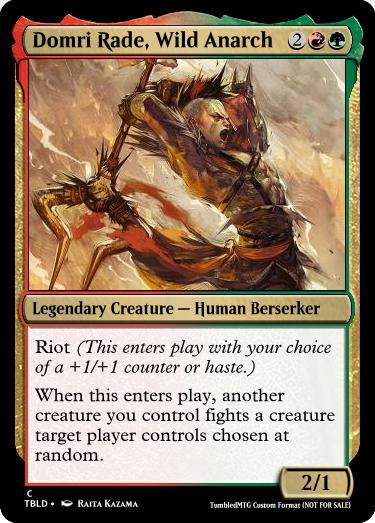 Domri Rade, Wild Anarch 2
Legendary Creature — Human Berserker
Riot (This enters play with your choice
of a +1/+1 counter or haste.)
When this enters play, another
creature you control fights a creature
target player controls chosen at
random.
2/1
C
TBLD • Raita Kazama
TumbledMTG Custom Format (NOT FOR SALE)